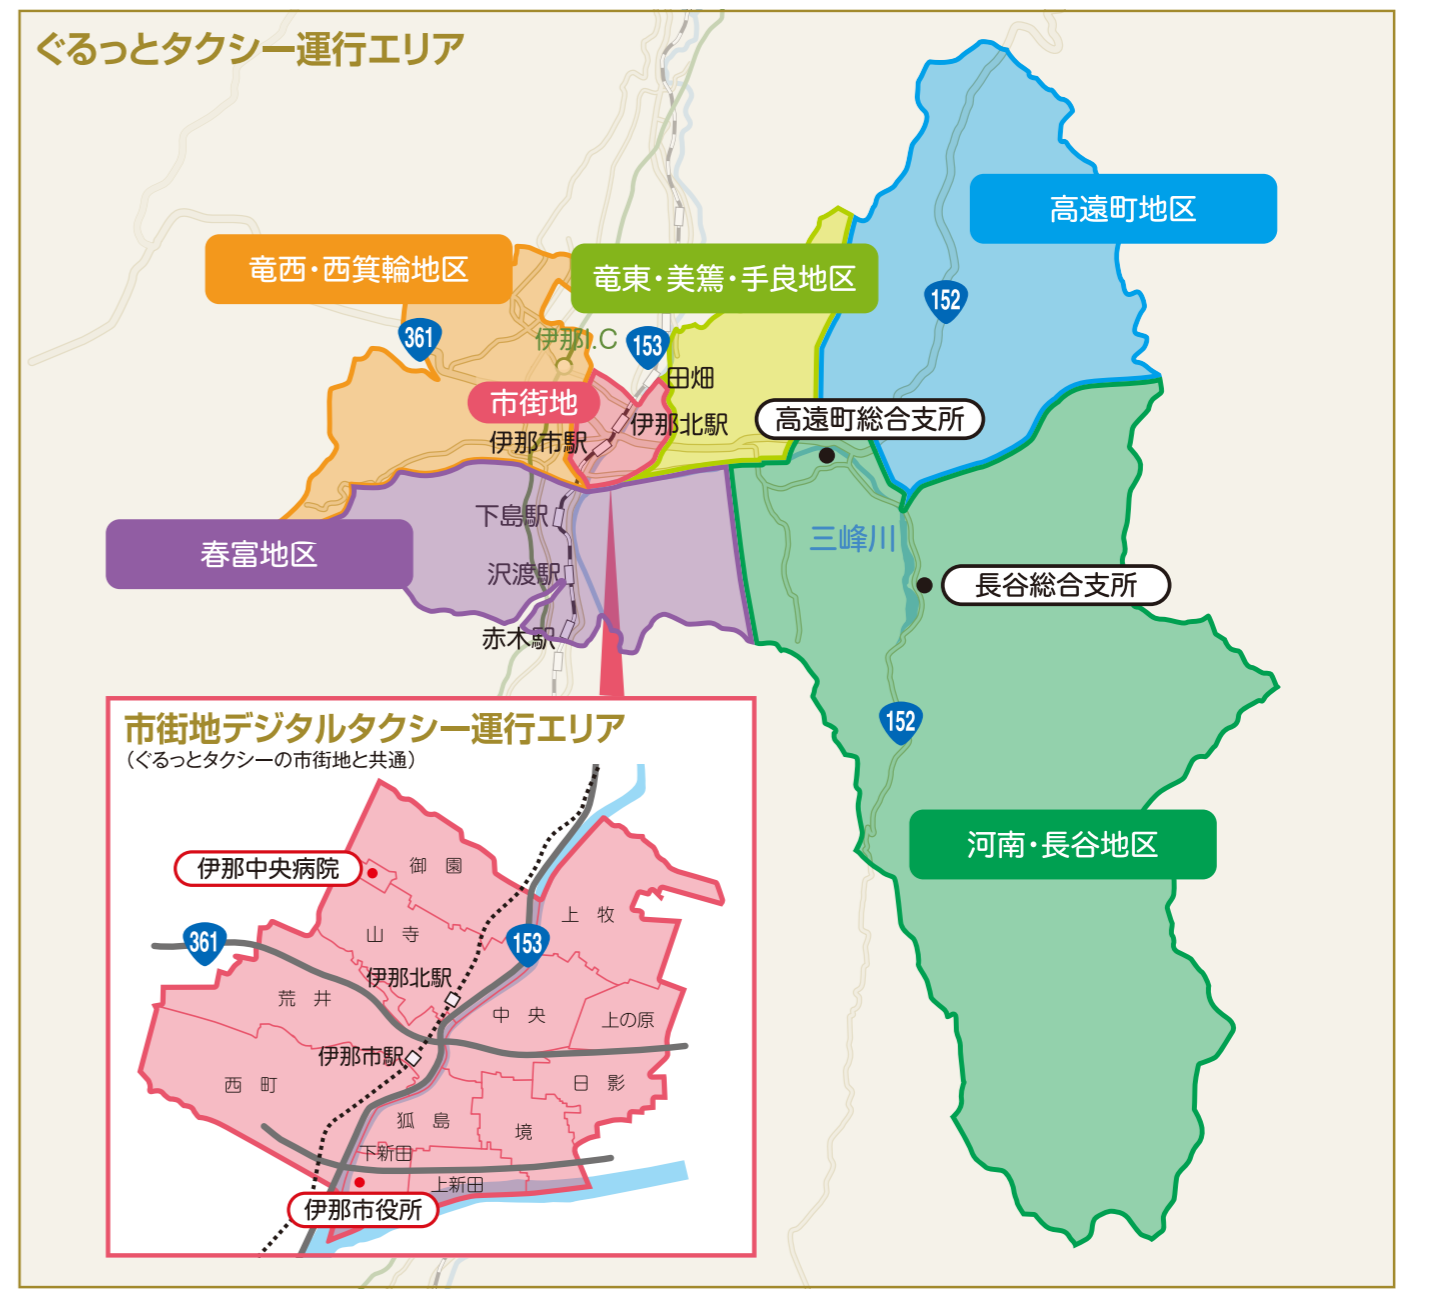 ぐるっとタクシー運行エリア
高遠町地区
竜西・西箕輪地区
竜東・美篶・手良地区
152
361
伊那I.C
153
田畑
市街地
伊那北駅
高遠町総合支所
伊那市駅
下島駅
三峰川
春富地区
沢渡駅
長谷総合支所
赤木駅
152
河南・長谷地区
市街地デジタルタクシー運行エリア
（ぐるっとタクシーの市街地と共通）
伊那中央病院
御園
上牧
山寺
361
153
伊那北駅
荒井
中央
上の原
伊那市駅
西町
日影
狐島
境
下新田
上新田
伊那市役所